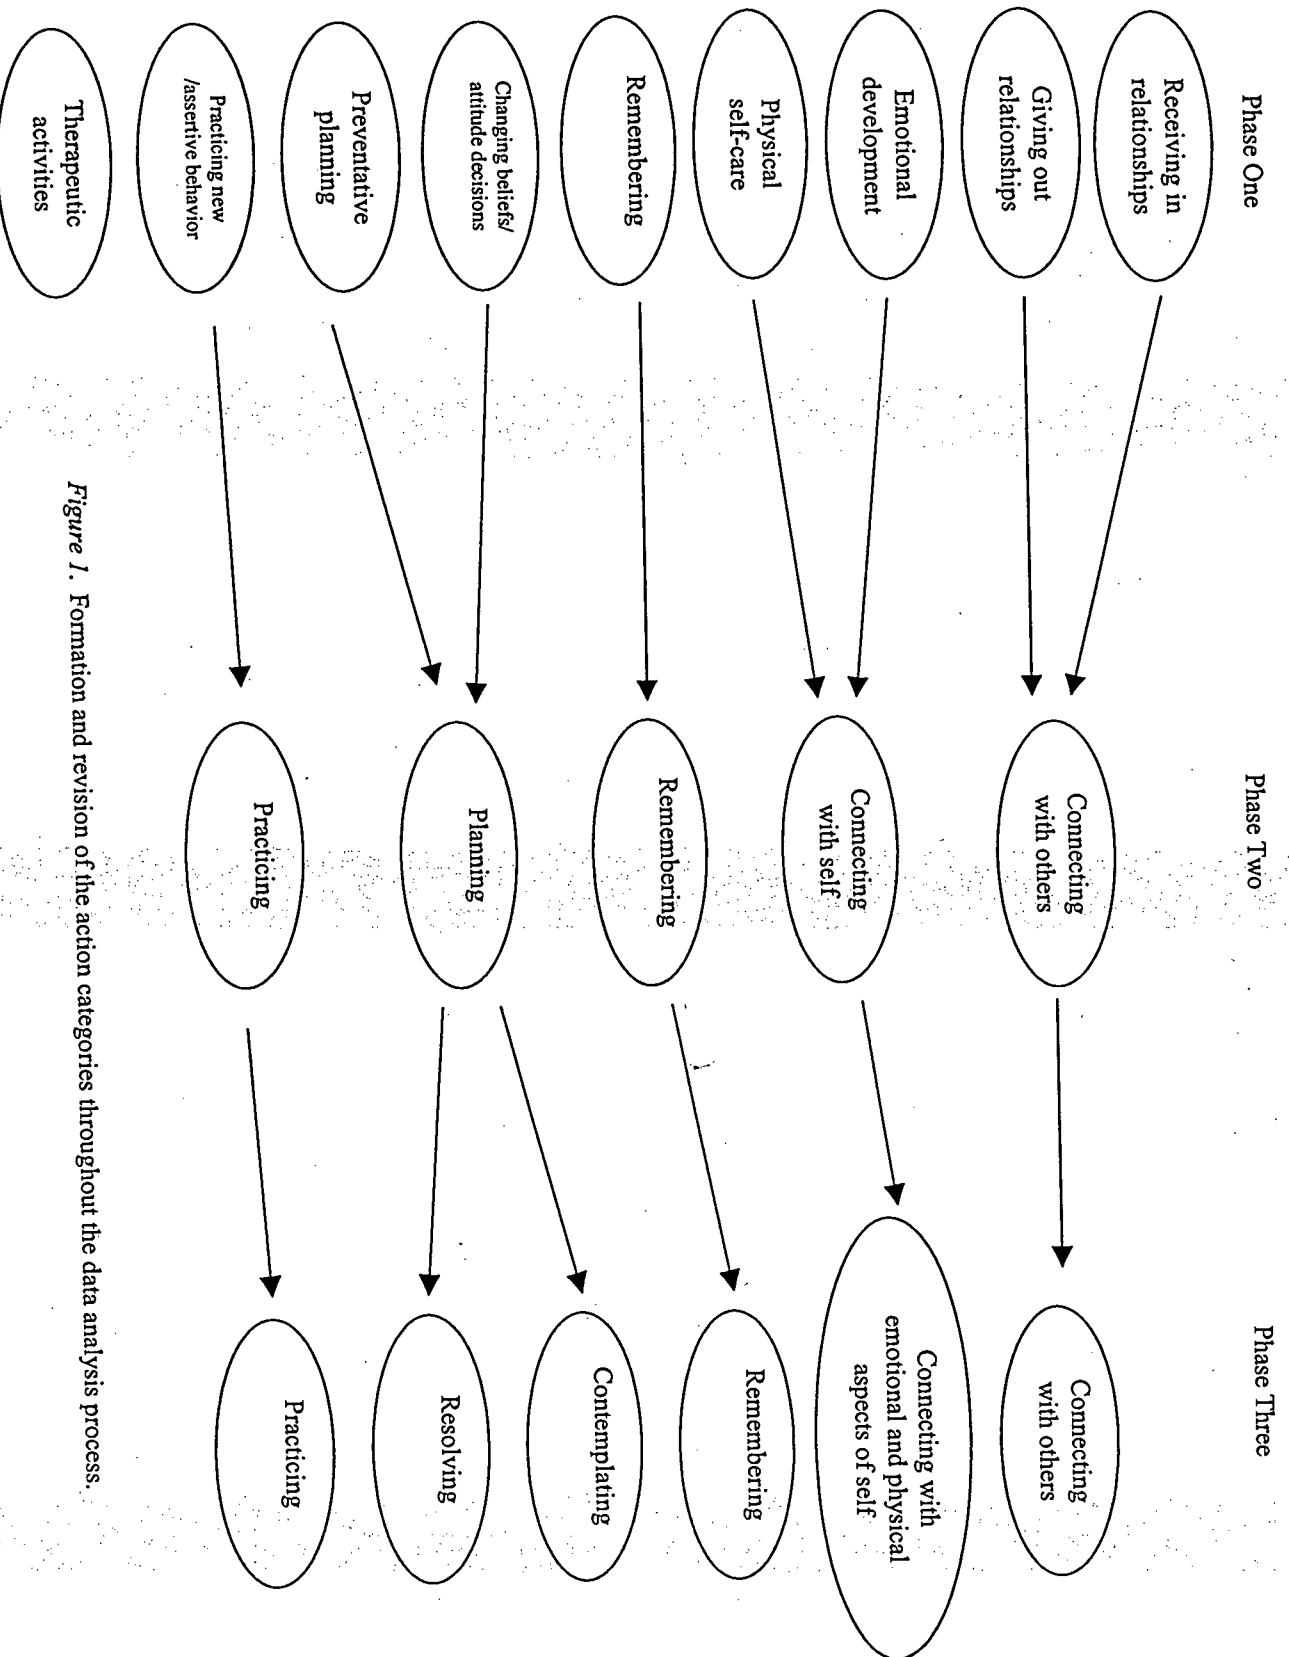 Phase One
Receiving in
relationships
Giving out
relationships
Emotional
development
Physical
self-care
Remembering
Changing beliefs/
attitude decisions
Preventative
planning
Practicing new
/assertive behavior
Therapeutic
activities
Phase Two
Connecting
with others
Connecting
with self
Remembering
Planning
Practicing
Phase Three
Connecting
with others
Connecting with
emotional and physical
aspects of self
Remembering
Contemplating
Resolving
Practicing
Figure 1. Formation and revision of the action categories throughout the data analysis process.